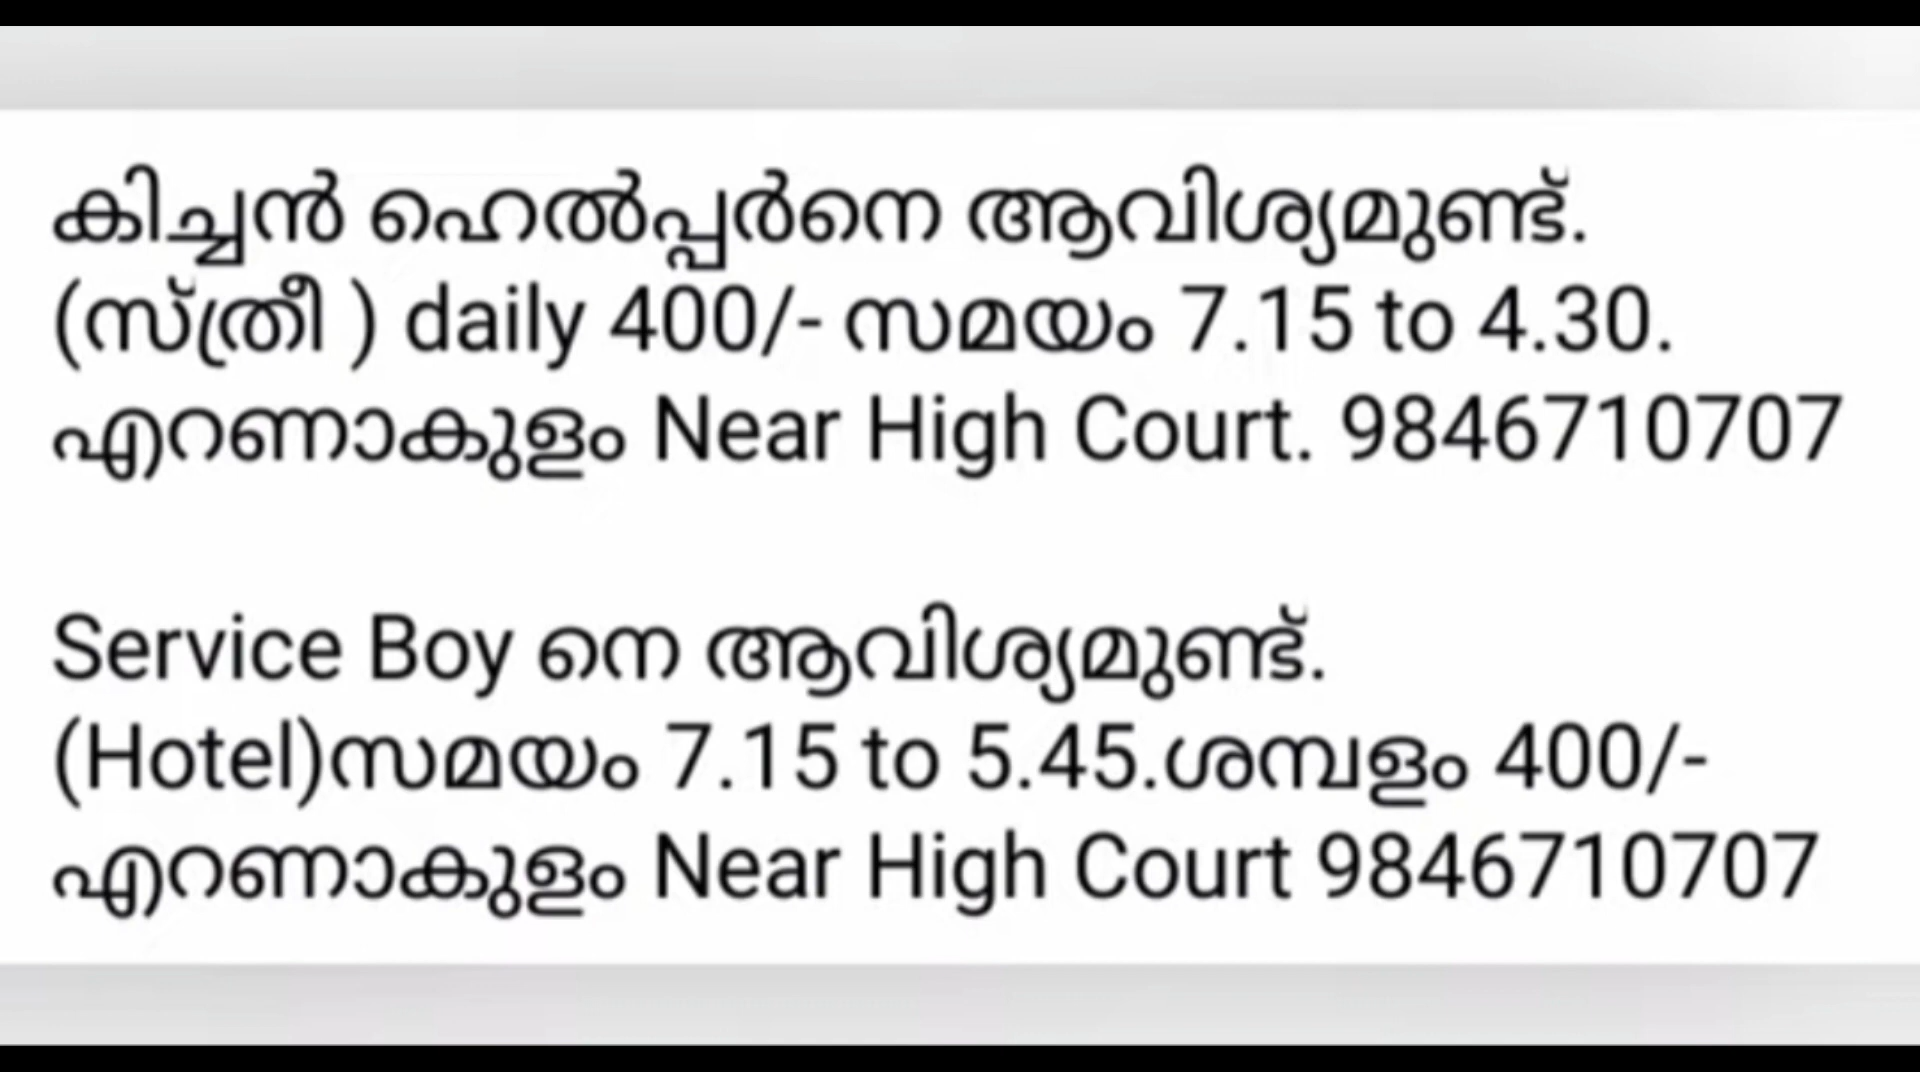 കിച്ചൻ ഹെൽപ്പർനെ ആവിശ്യമുണ്ട്.
(സ്ത്രീ ) daily 400/- സമയം 7.15 to 4.30.
എറണാകുളം Near High Court. 9846710707
Service Boy നെ ആവിശ്യമുണ്ട്.
(Hotel)സമയം 7.15 to 5.45.ശമ്പളം 400/-
എറണാകുളം Near High Court 9846710707